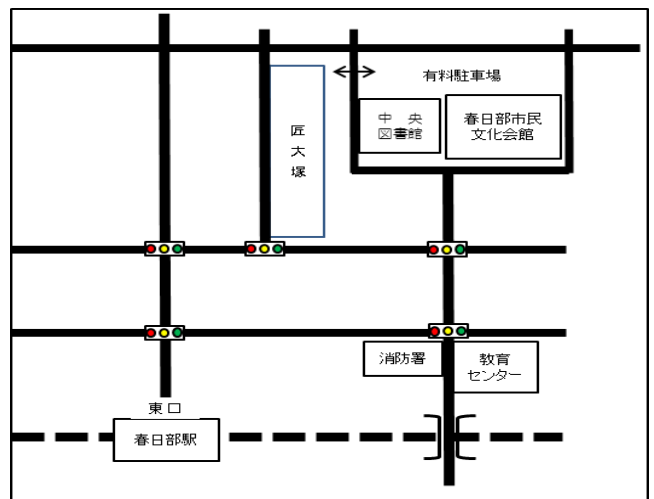 有料駐車場
中　央
図書館
春日部市民
文化会館
匠大塚
消防署
教育
センター
東口
春日部駅